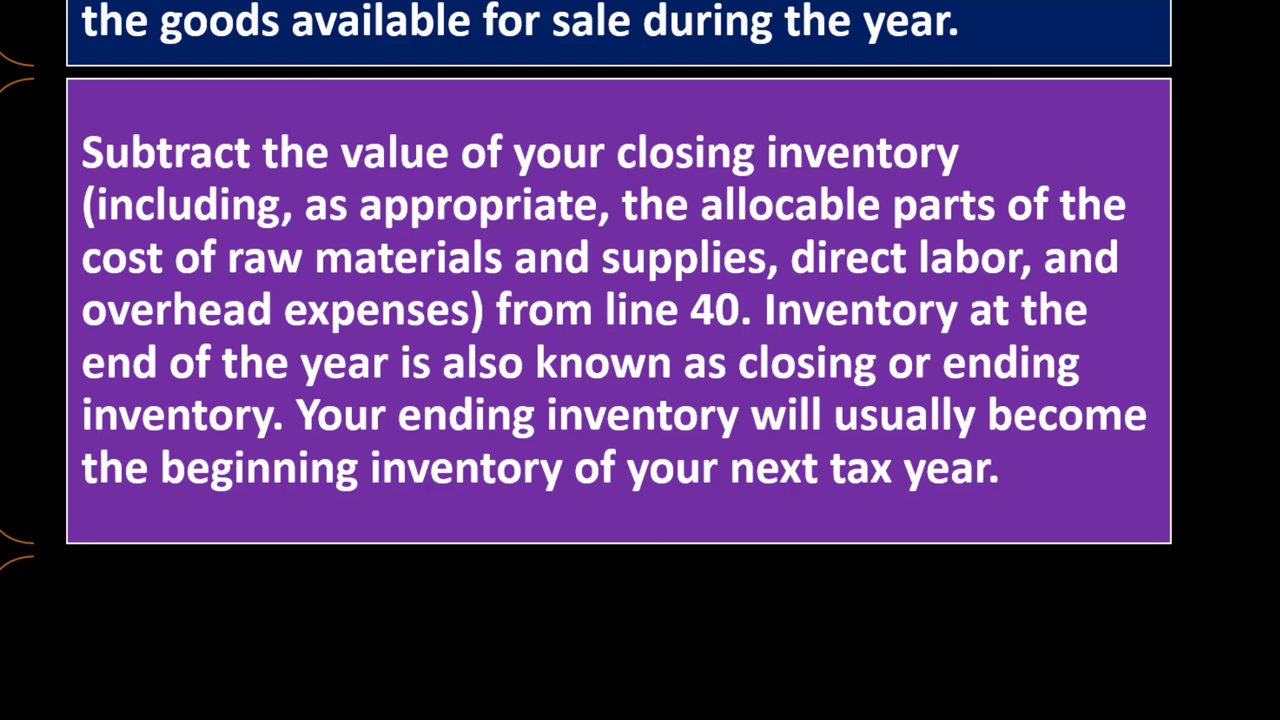 the goods available for sale during the year.
Subtract the value of your closing inventory
(including, as appropriate, the allocable parts of the
cost of raw materials and supplies, direct labor, and
overhead expenses) from line 40. Inventory at the
end of the year is also known as closing or ending
inventory. Your ending inventory will usually become
the beginning inventory of your next tax year.